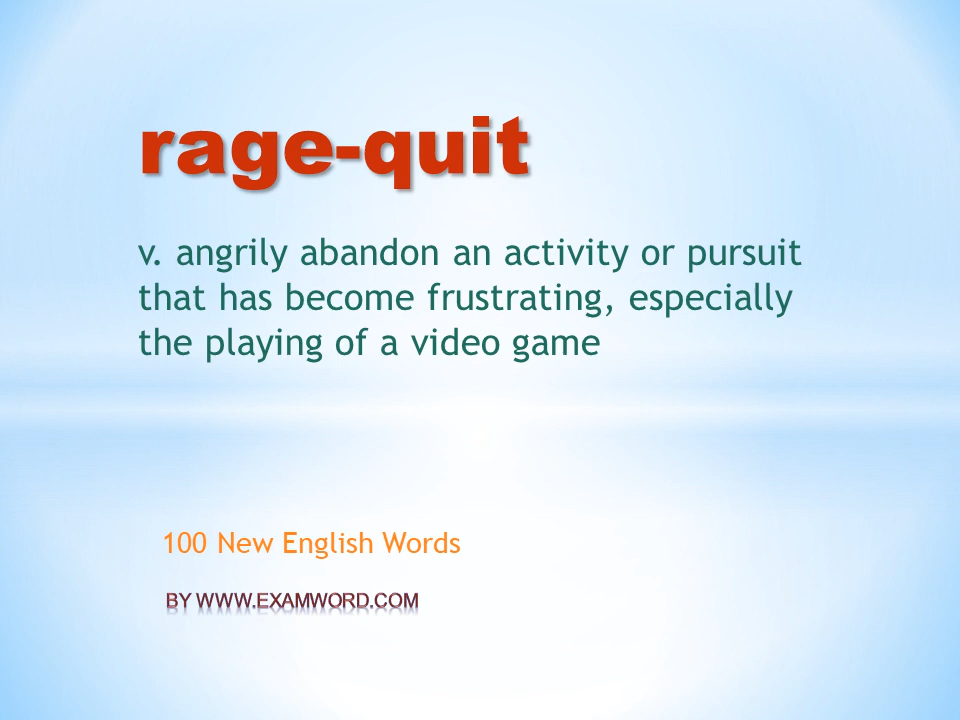 rage-quit
v. angrily abandon an activity or pursuit
that has become frustrating, especially
the playing of a video game
100 New English Words
BY WWW.EXAMWORD.COM